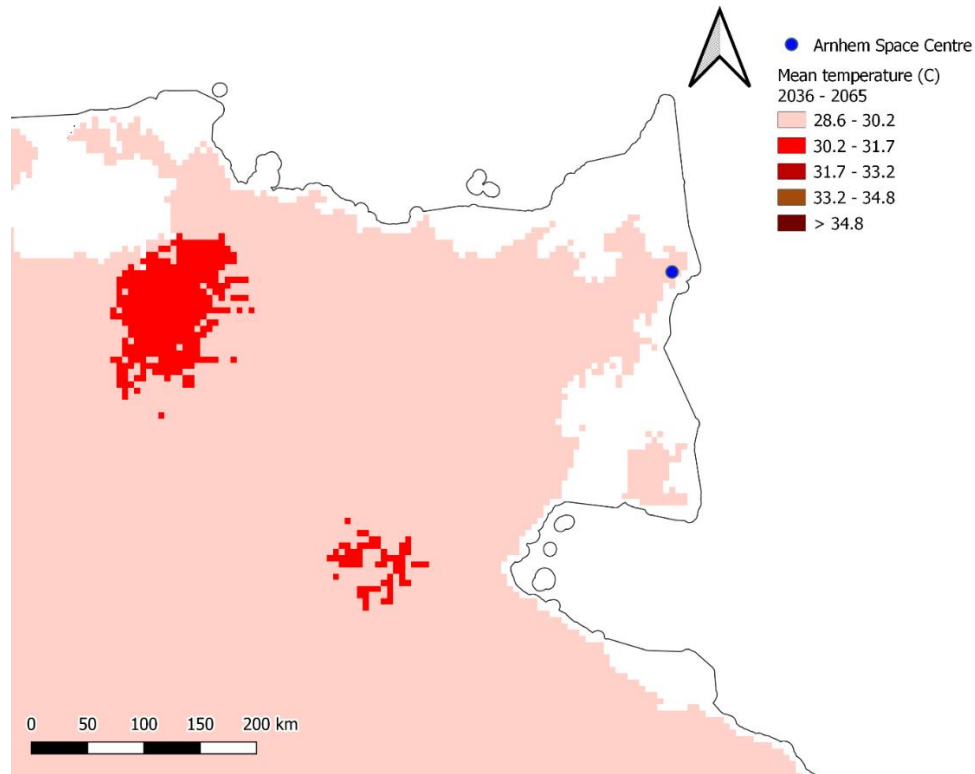 Arnhem Space Centre
Mean temperature (C)
2036 - 2065
28.6 - 30.2
30.2 - 31.7
31.7 - 33.2
33.2 - 34.8
> 34.8
0 50 100 150 200 km